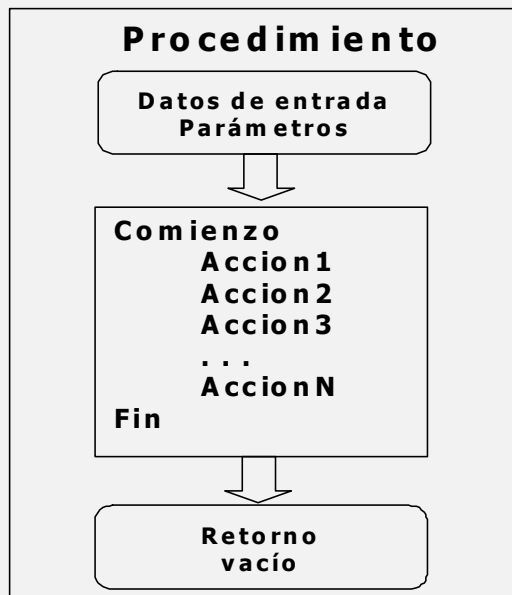 Procedimiento
Datos de entrada
Parámetros
Comienzo
Accion1
Accion2
Accion3
...
AccionN
Fin
Retorno
vacío